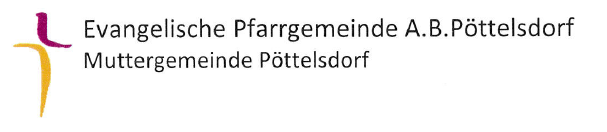 Evangelische Pfarrgemeinde A.B.Pöttelsdorf
Muttergemeinde Pöttelsdorf